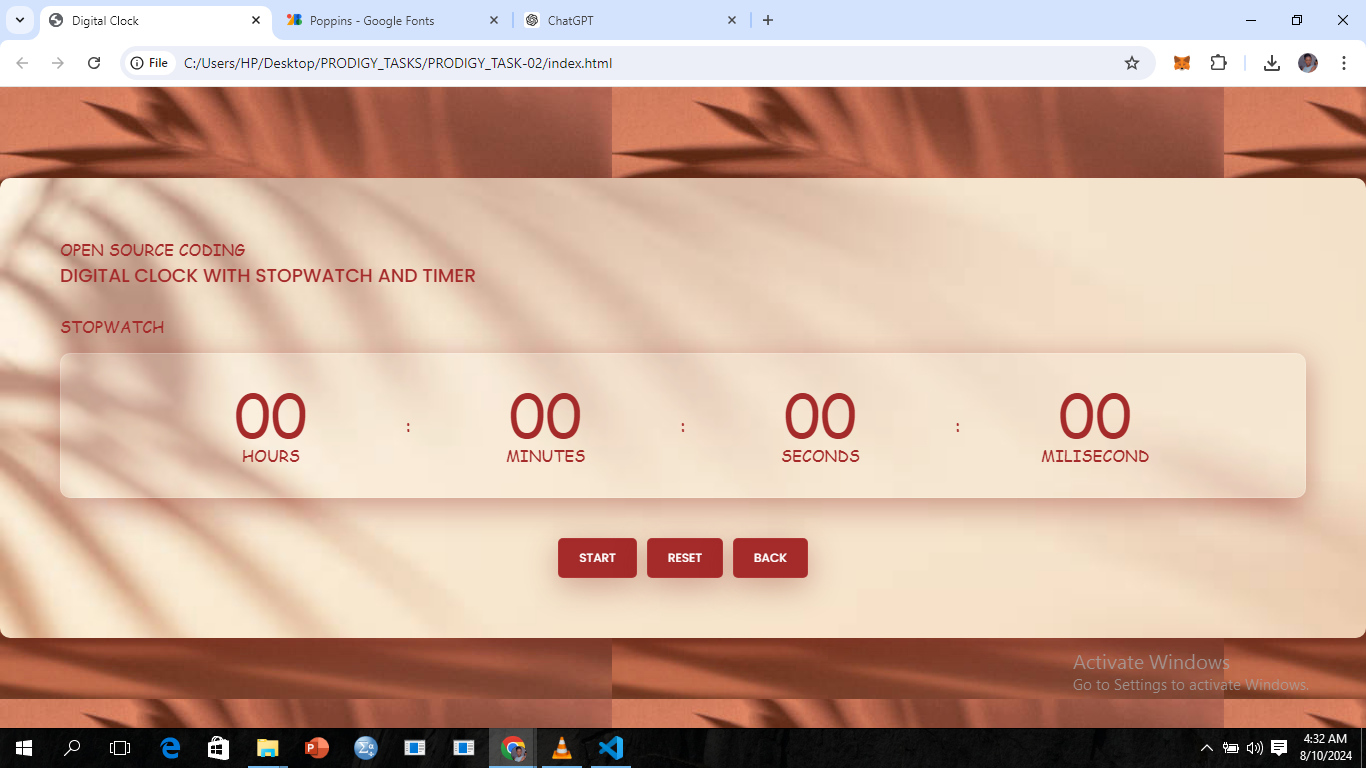 Digital Clock
Poppins - Google Fonts
ChatGPT
File
C:/Users/HP/Desktop/PRODIGY_TASKS/PRODIGY_TASK-02/index.html
OPEN SOURCE CODING
DIGITAL CLOCK WITH STOPWATCH AND TIMER
STOPWATCH
00 : 00 : 00 : 00
HOURS MINUTES SECONDS MILISECOND
START RESET BACK
Activate Windows
Go to Settings to activate Windows.
4:32 AM
8/10/2024